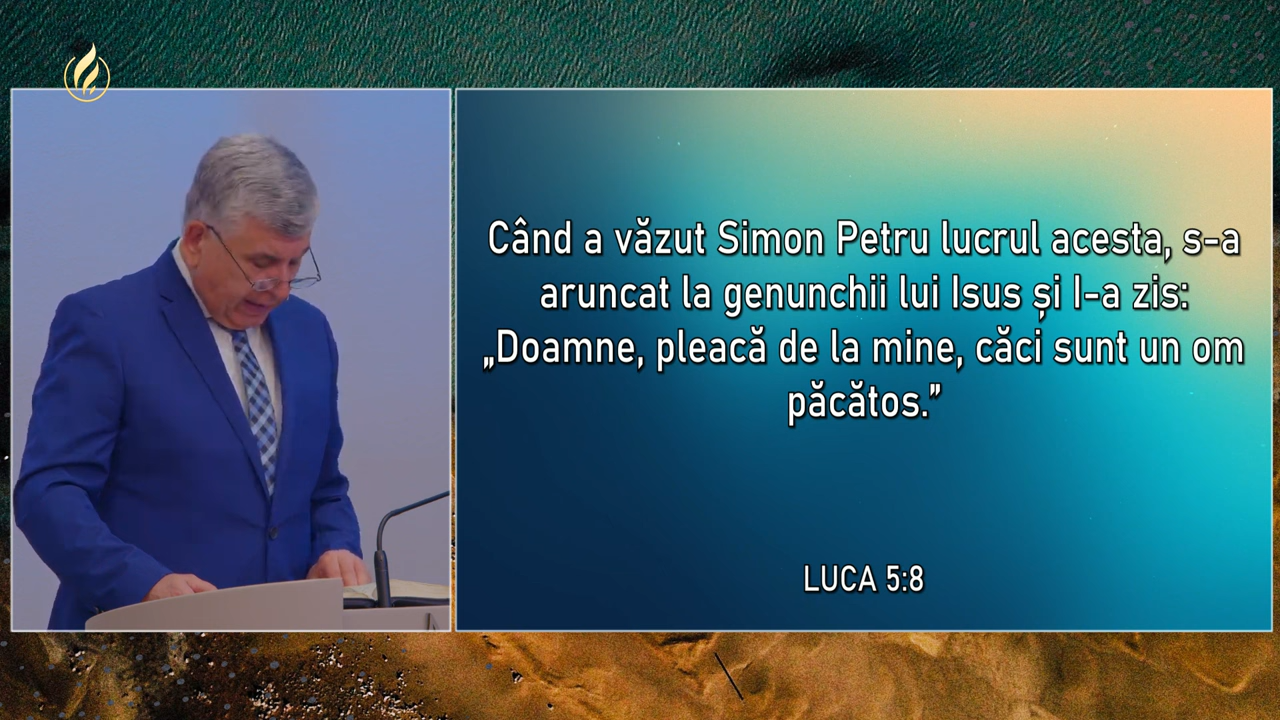 Când a văzut Simon Petru lucrul acesta, s-a
aruncat la genunchii lui Isus și I-a zis:
„Doamne, pleacă de la mine, căci sunt un om
păcătos.”
LUCA 5:8